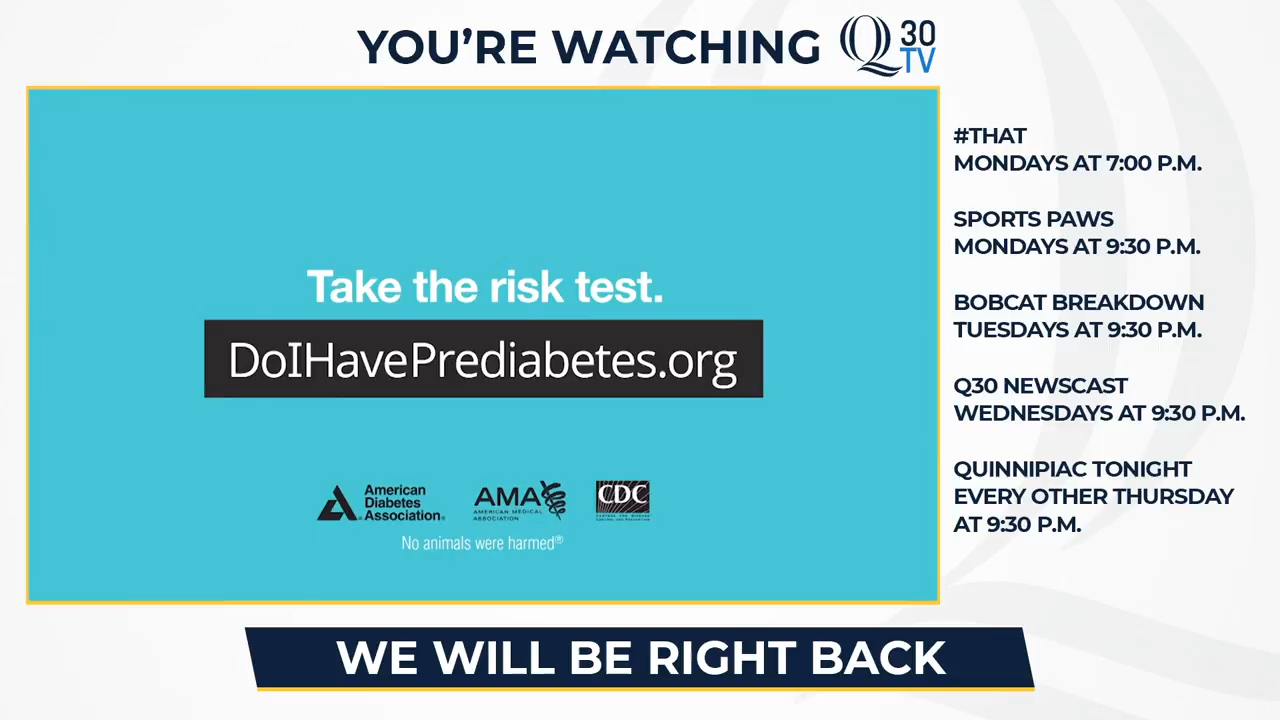 YOU'RE WATCHING Q 30 TV
Take the risk test.
DoIHavePrediabetes.org
American Diabetes Association®
AMA AMERICAN MEDICAL ASSOCIATION
CDC
No animals were harmed®
#THAT
MONDAYS AT 7:00 P.M.
SPORTS PAWS
MONDAYS AT 9:30 P.M.
BOBCAT BREAKDOWN
TUESDAYS AT 9:30 P.M.
Q30 NEWSCAST
WEDNESDAYS AT 9:30 P.M.
QUINNIPIAC TONIGHT
EVERY OTHER THURSDAY
AT 9:30 P.M.
WE WILL BE RIGHT BACK